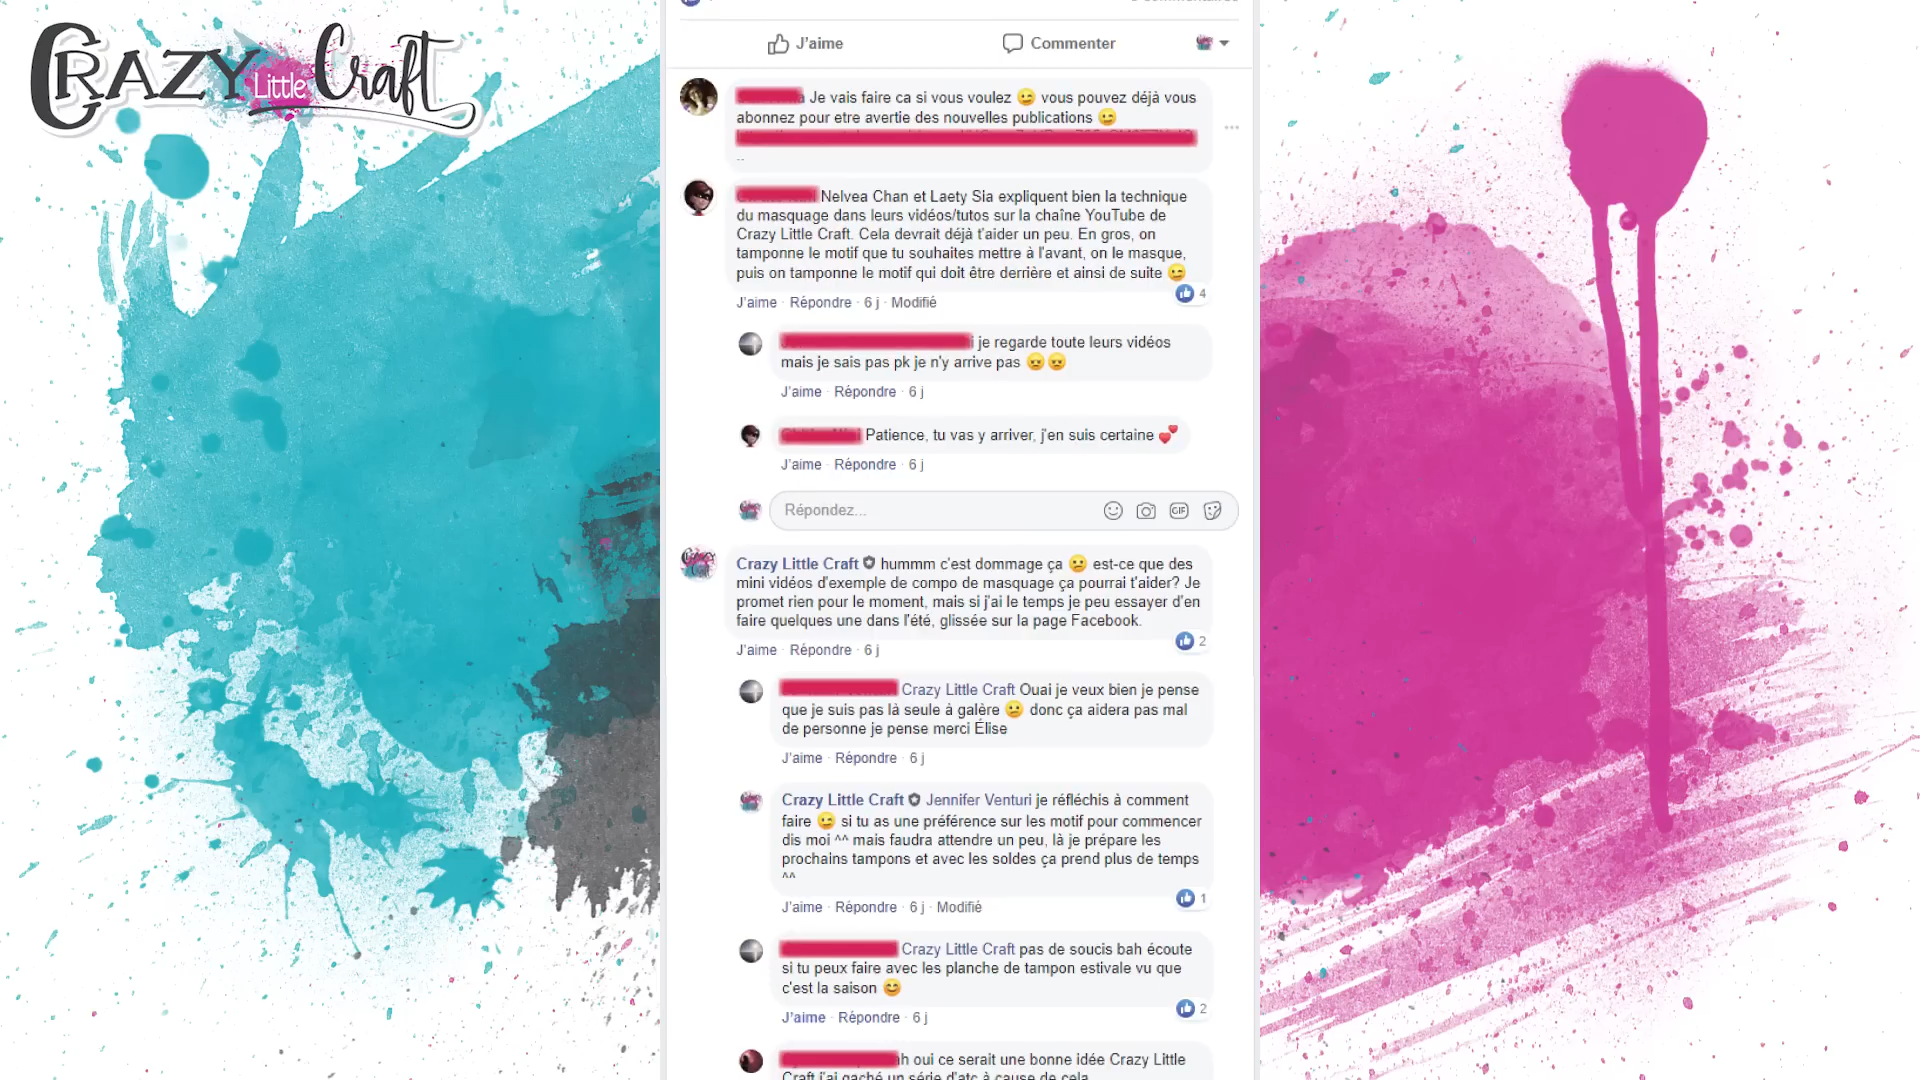 CRAZY Little Craft
J'aime
Commenter
Je vais faire ca si vous voulez 😉 vous pouvez déjà vous
abonnez pour etre avertie des nouvelles publications 😉
...
Nelvea Chan et Laety Sia expliquent bien la technique
du masquage dans leurs vidéos/tutos sur la chaîne YouTube de
Crazy Little Craft. Cela devrait déjà t'aider un peu. En gros, on
tamponne le motif que tu souhaites mettre à l'avant, on le masque,
puis on tamponne le motif qui doit être derrière et ainsi de suite 😉
4
J'aime · Répondre · 6 j · Modifié
je regarde toute leurs vidéos
mais je sais pas pk je n'y arrive pas 😞😞
J'aime · Répondre · 6 j
Patience, tu vas y arriver, j'en suis certaine 💕
J'aime · Répondre · 6 j
Répondez...
GIF
Crazy Little Craft hummm c'est dommage ça 😕 est-ce que des
mini vidéos d'exemple de compo de masquage ça pourrai t'aider? Je
promet rien pour le moment, mais si j'ai le temps je peu essayer d'en
faire quelques une dans l'été, glissée sur la page Facebook.
2
J'aime · Répondre · 6 j
Crazy Little Craft Ouai je veux bien je pense
que je suis pas là seule à galère 😕 donc ça aidera pas mal
de personne je pense merci Élise
J'aime · Répondre · 6 j
Crazy Little Craft Jennifer Venturi je réfléchis à comment
faire 😉 si tu as une préférence sur les motif pour commencer
dis moi ^^ mais faudra attendre un peu, là je prépare les
prochains tampons et avec les soldes ça prend plus de temps
^^
1
J'aime · Répondre · 6 j · Modifié
Crazy Little Craft pas de soucis bah écoute
si tu peux faire avec les planche de tampon estivale vu que
c'est la saison 😊
2
J'aime · Répondre · 6 j
oui ce serait une bonne idée Crazy Little
Craft j'ai gaché un série d'atc à cause de cela